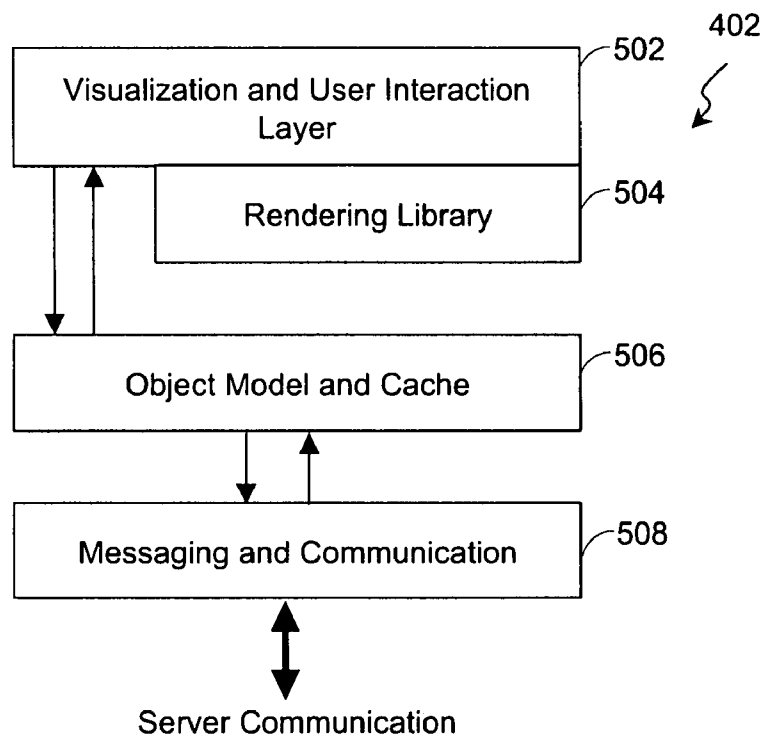 402
502
Visualization and User Interaction
Layer
504
Rendering Library
506
Object Model and Cache
508
Messaging and Communication
Server Communication